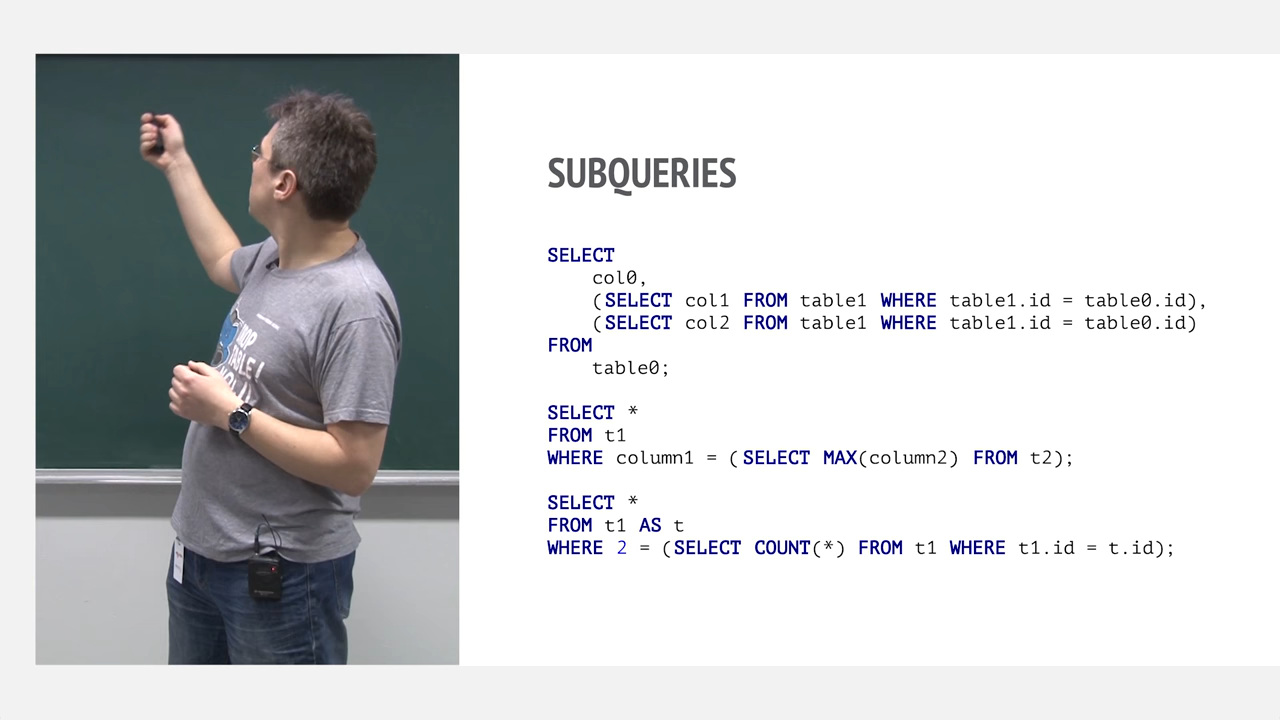 SUBQUERIES
SELECT
col0,
(SELECT col1 FROM table1 WHERE table1.id = table0.id),
(SELECT col2 FROM table1 WHERE table1.id = table0.id)
FROM
table0;
SELECT *
FROM t1
WHERE column1 = (SELECT MAX(column2) FROM t2);
SELECT *
FROM t1 AS t
WHERE 2 = (SELECT COUNT(*) FROM t1 WHERE t1.id = t.id);